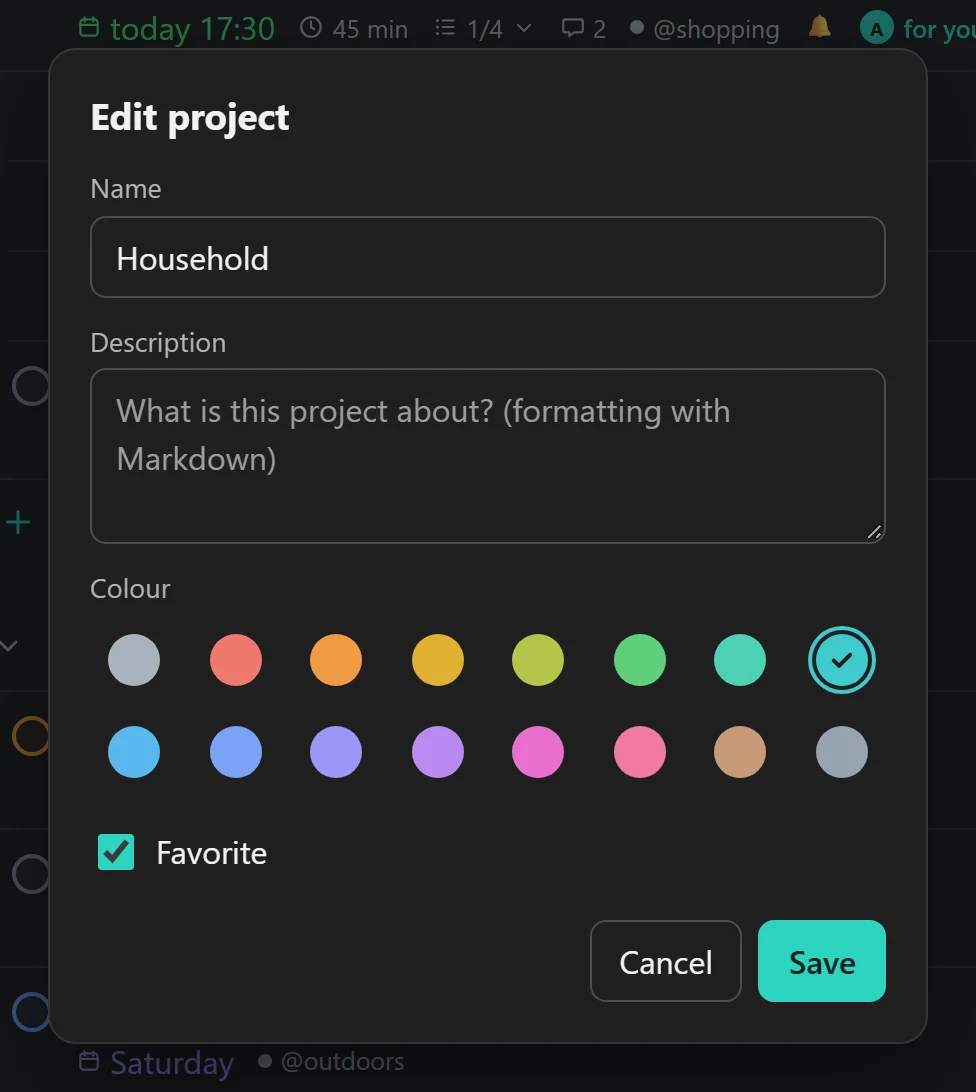 today 17:30 45 min 1/4 2 @shopping A for you
Edit project
Name
Household
Description
What is this project about? (formatting with
Markdown)
Colour
Favorite
Cancel Save
Saturday @outdoors